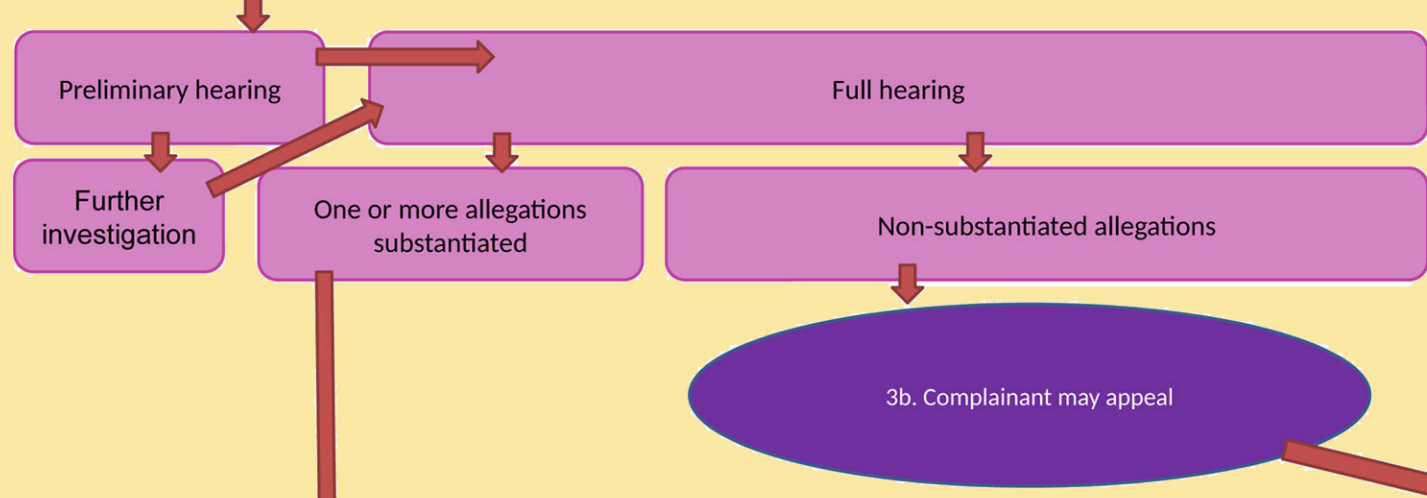 Preliminary hearing
Full hearing
Further
investigation
One or more allegations
substantiated
Non-substantiated allegations
3b. Complainant may appeal